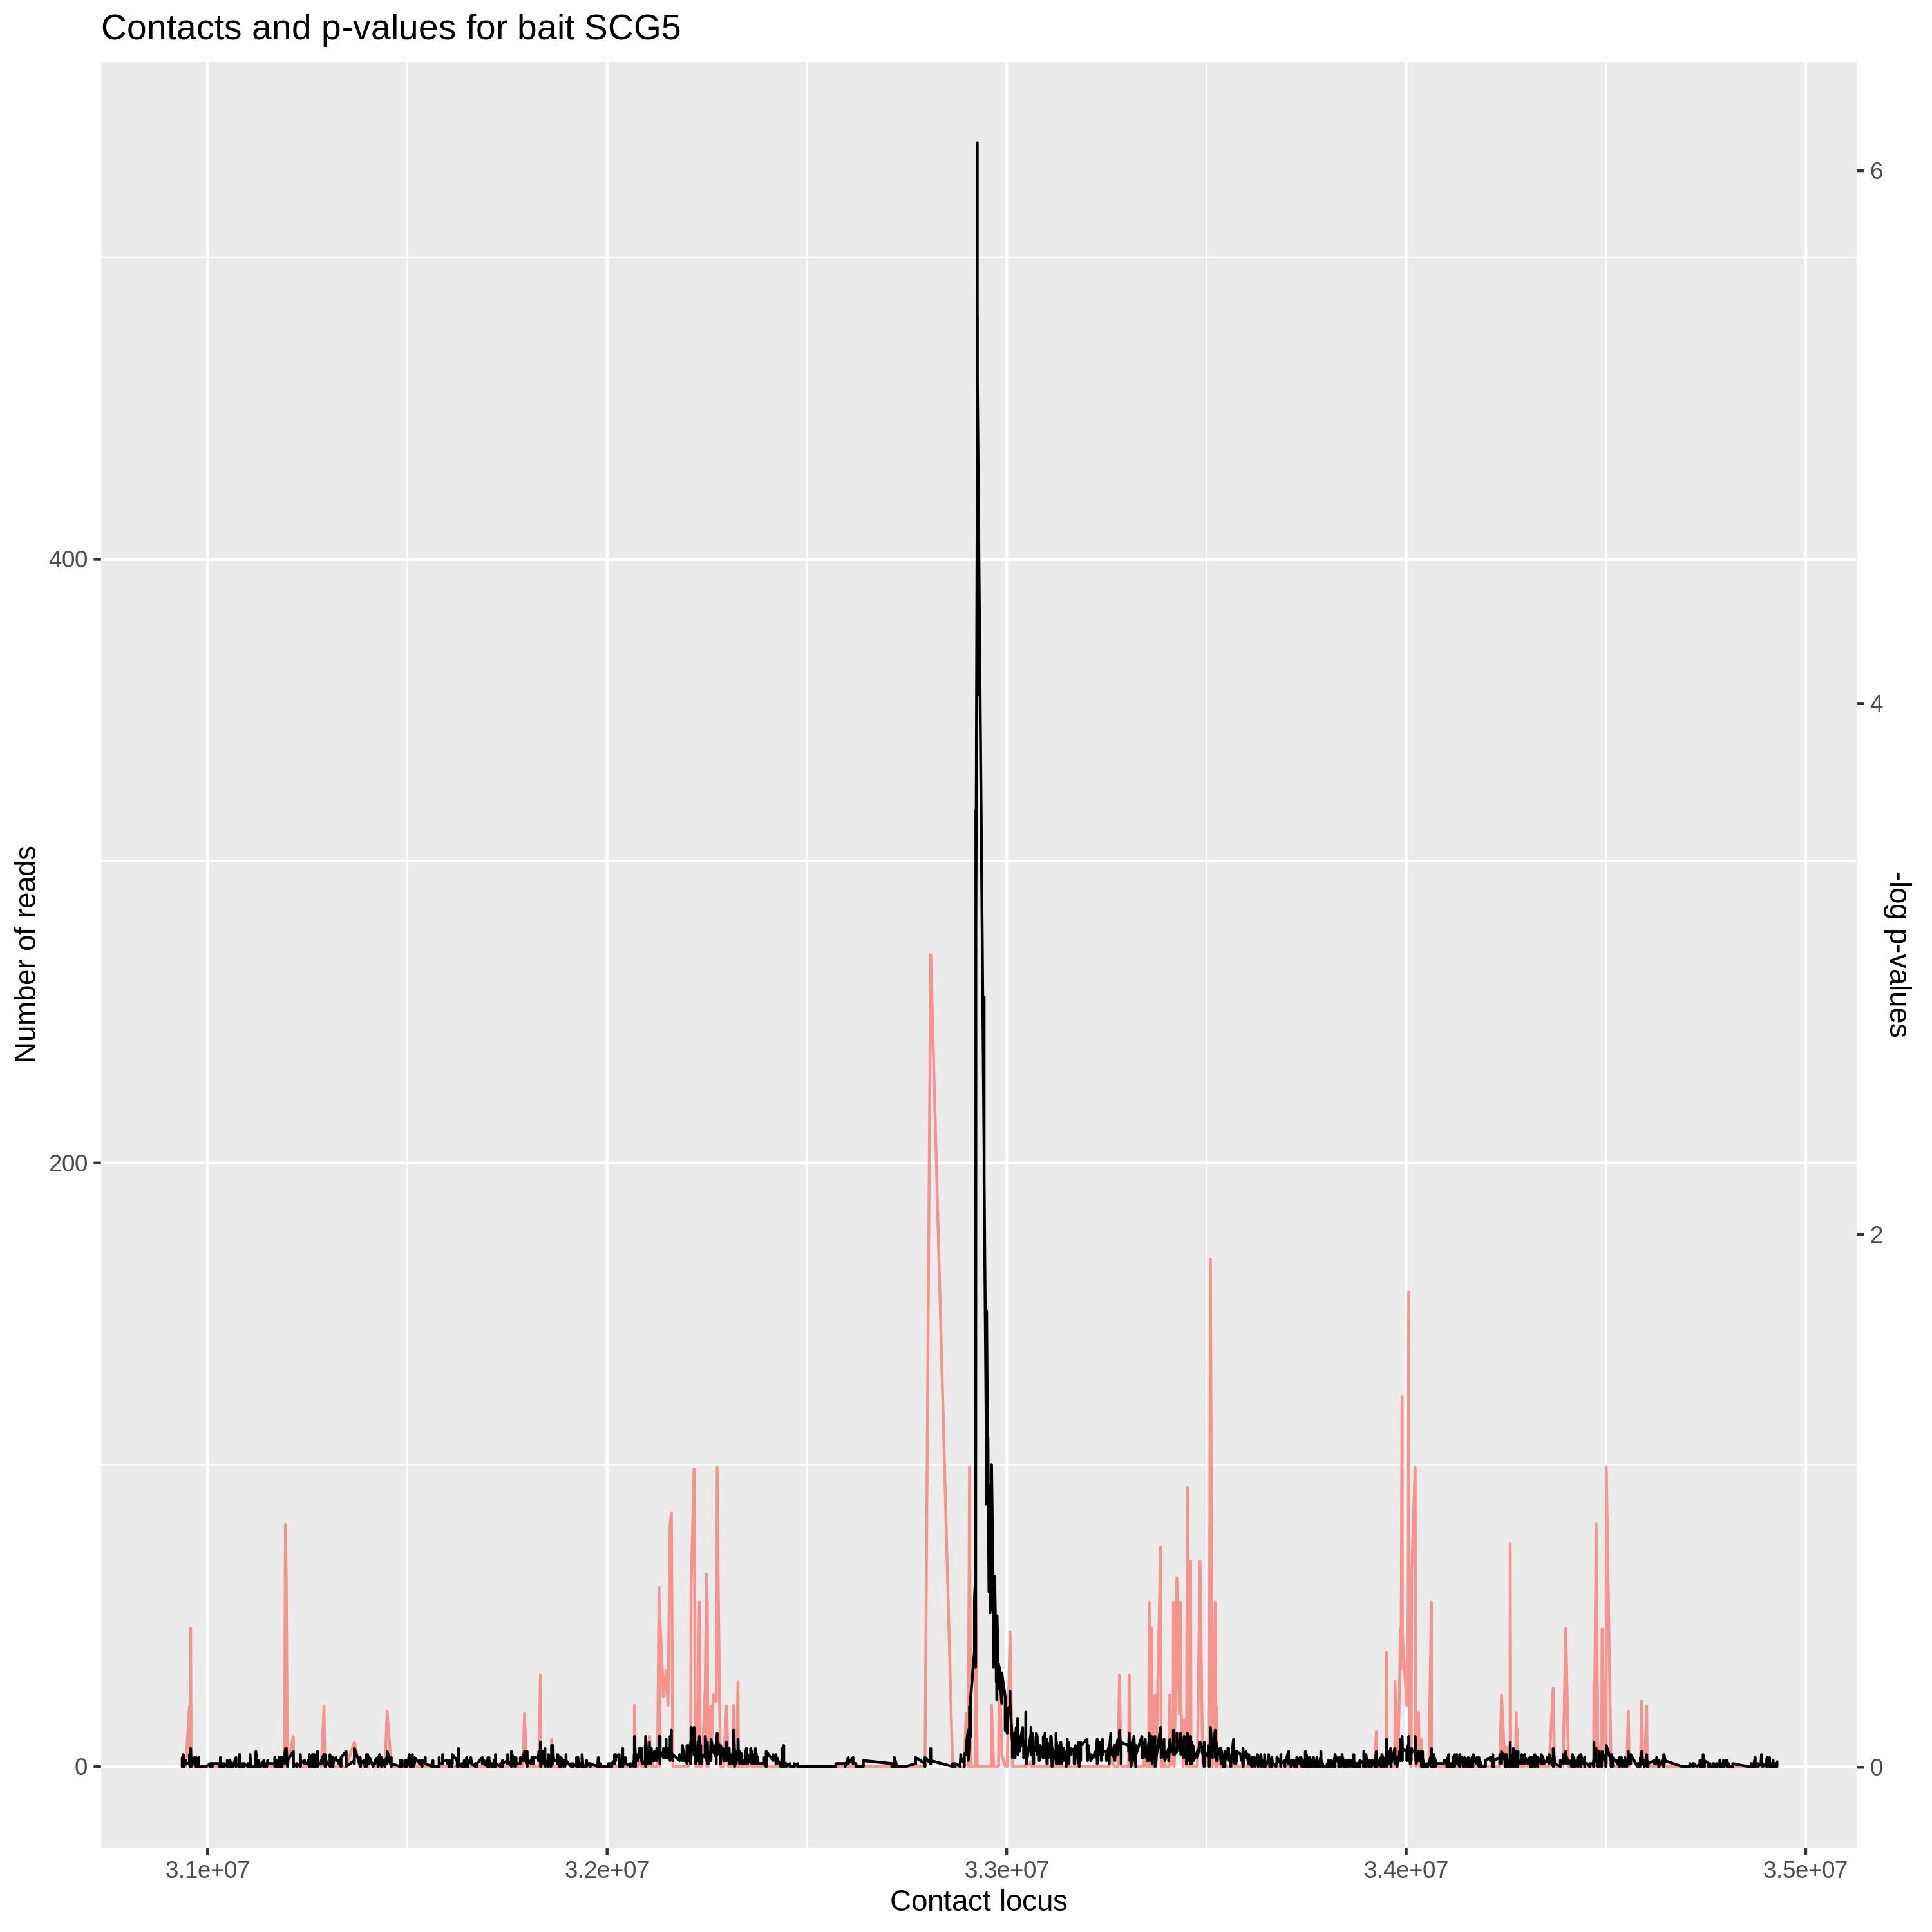 Contacts and p-values for bait SCG5
Number of reads
400
200
0
6
4
2
0
-log p-values
3.1e+07
3.2e+07
3.3e+07
3.4e+07
3.5e+07
Contact locus